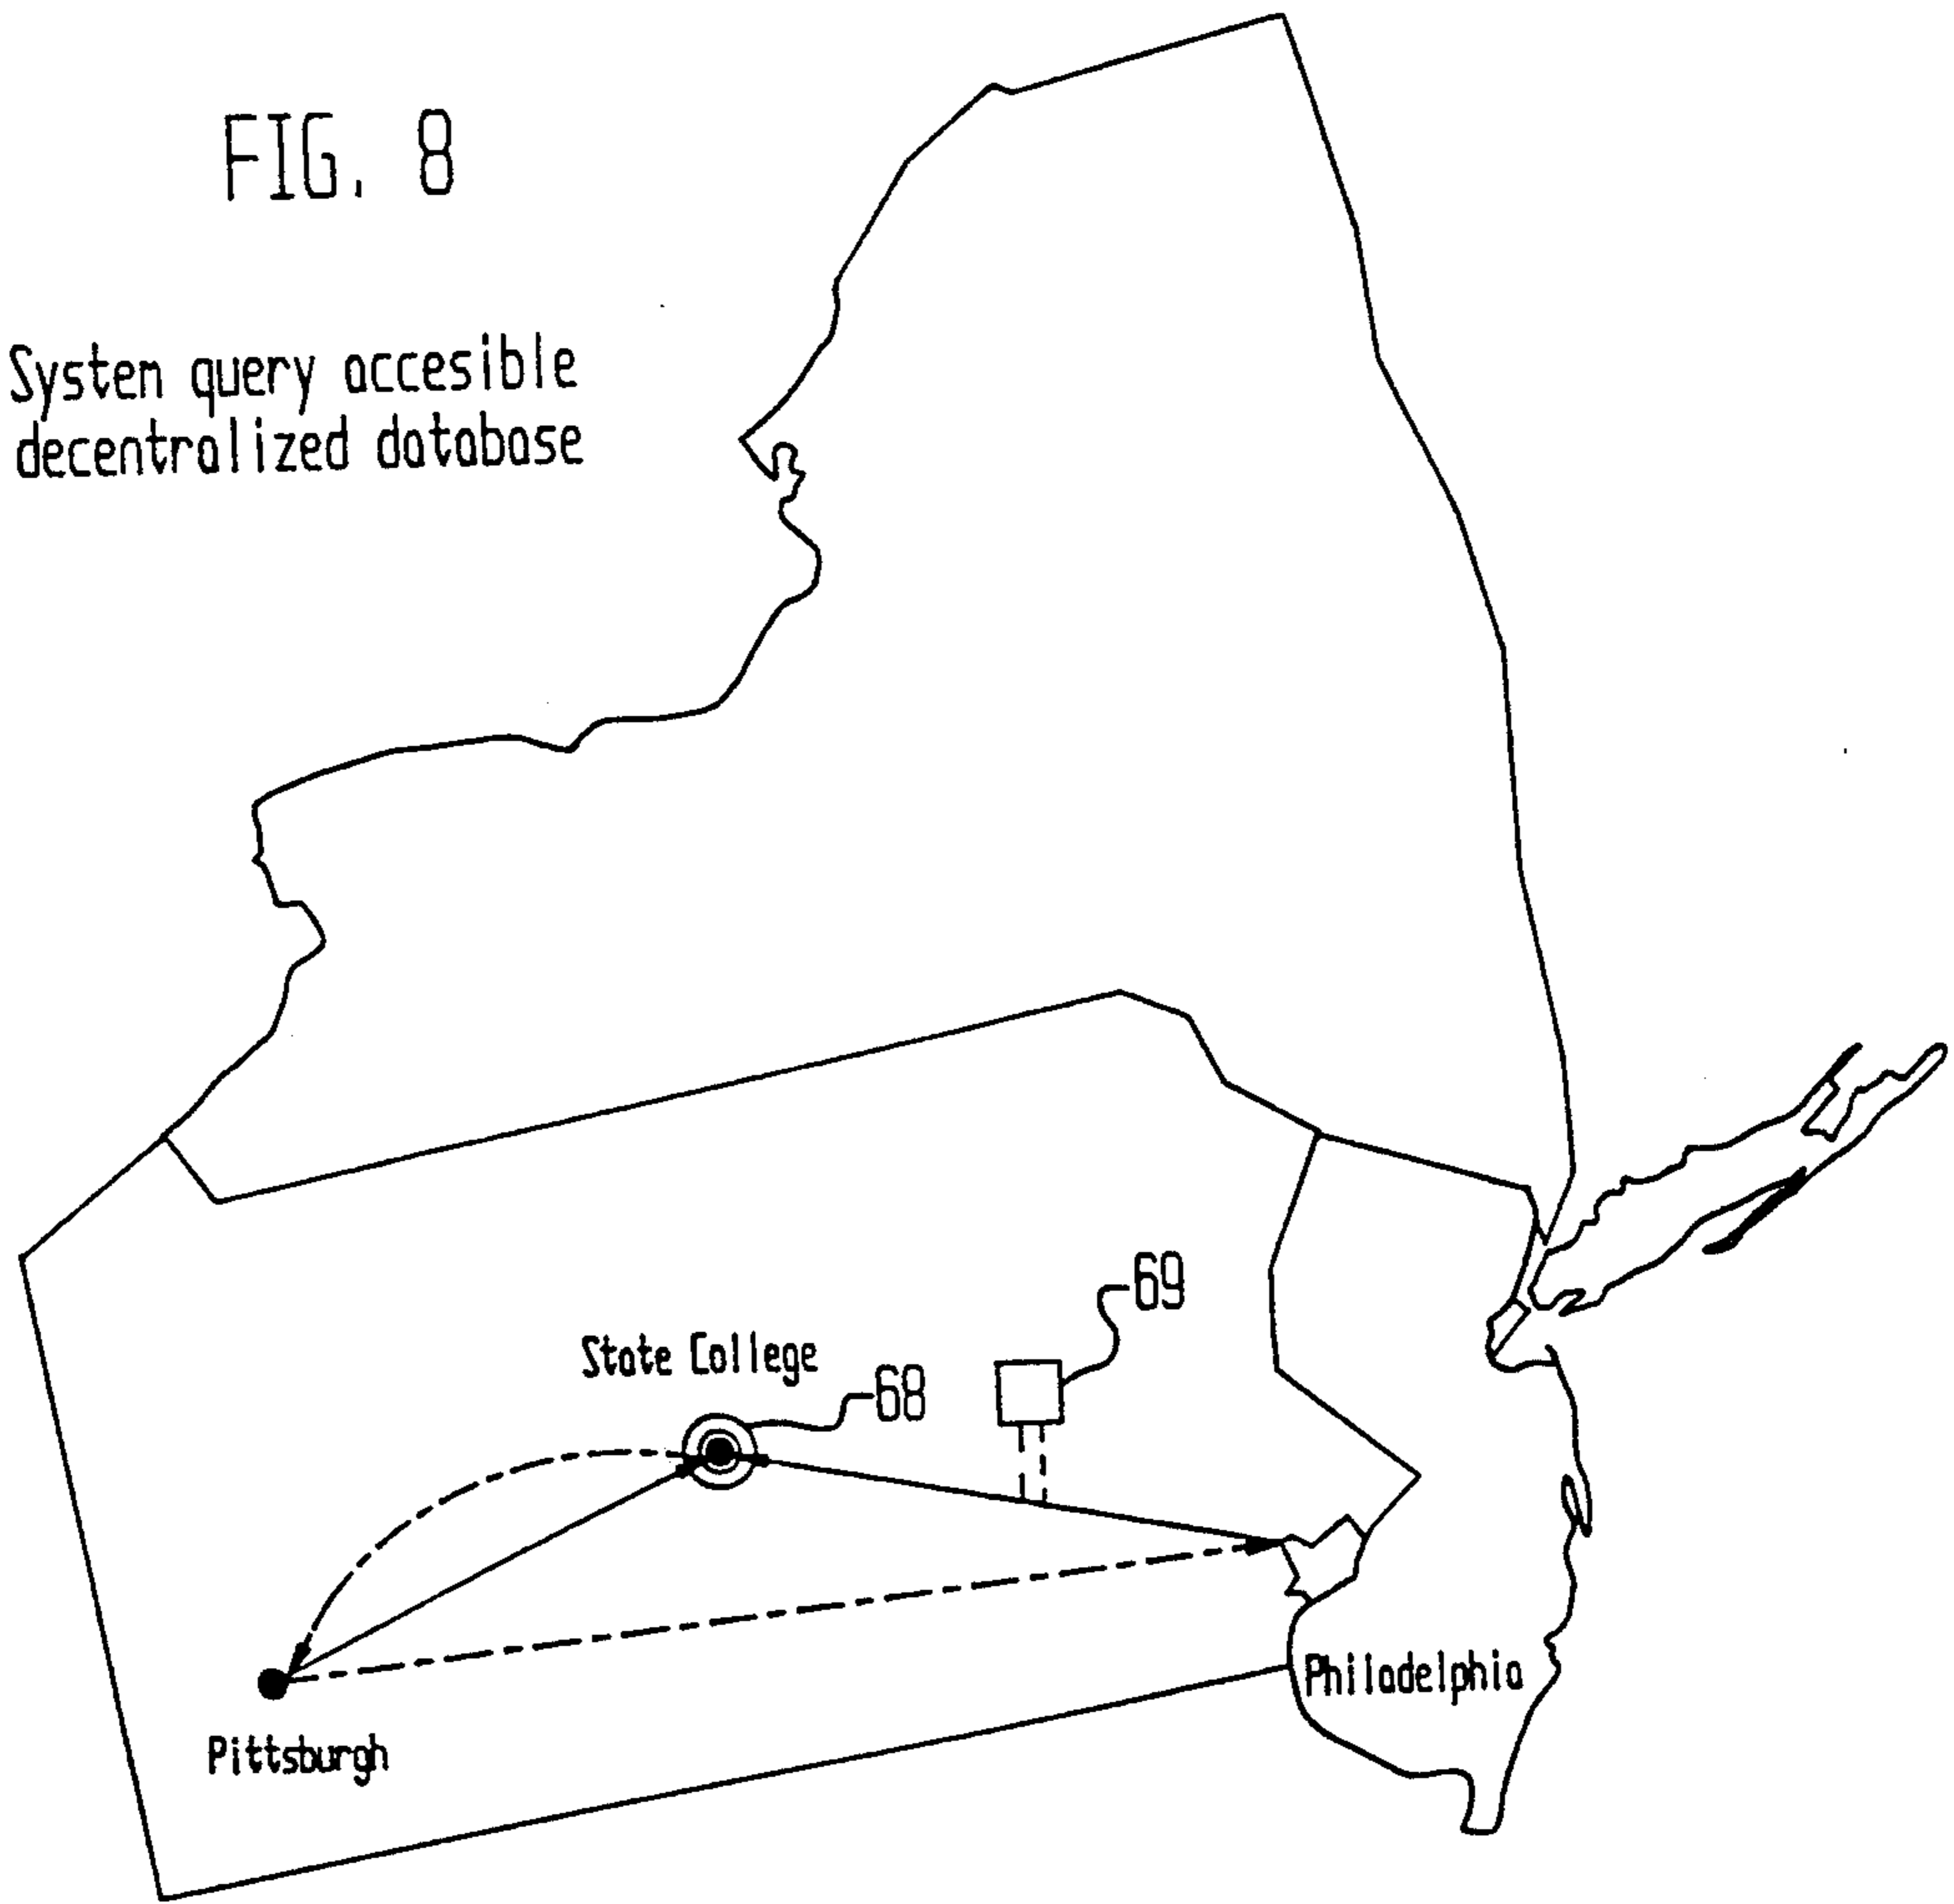 FIG. 8
Systen query accesible
decentralized database
69
State College
68
Philadelphia
Pittsburgh